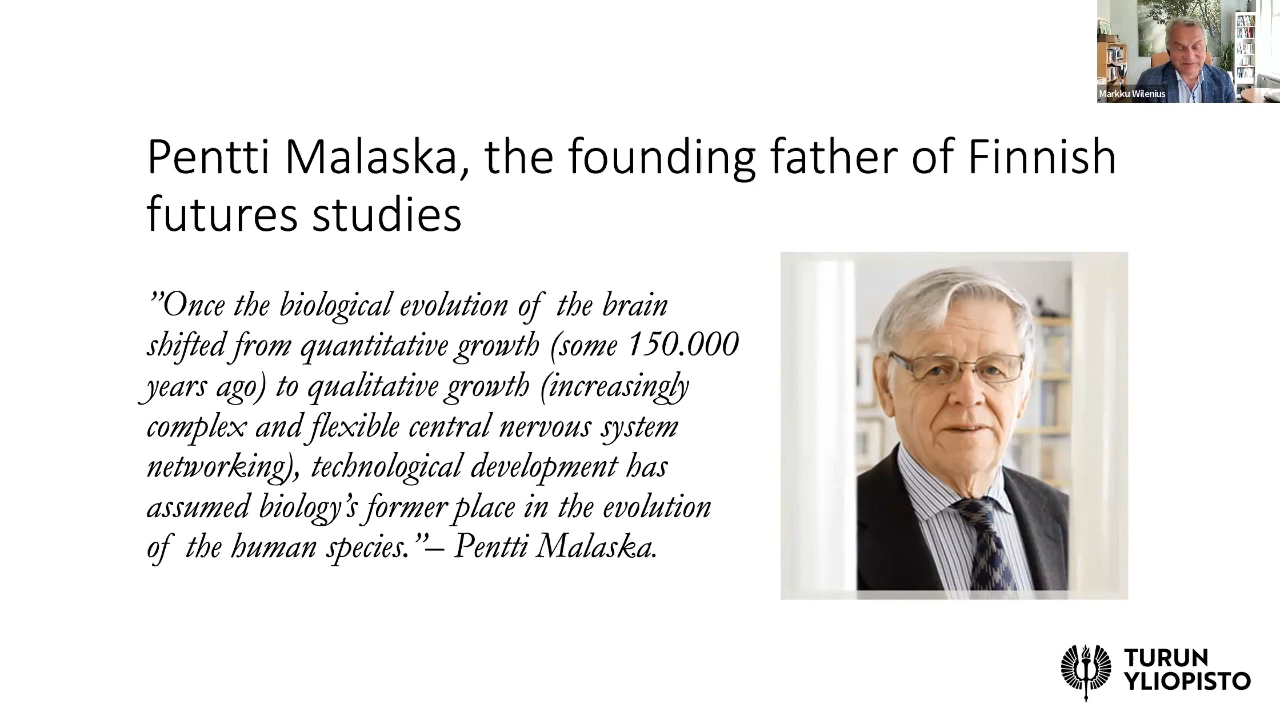 Markku Wilenius
Pentti Malaska, the founding father of Finnish
futures studies
”Once the biological evolution of the brain
shifted from quantitative growth (some 150.000
years ago) to qualitative growth (increasingly
complex and flexible central nervous system
networking), technological development has
assumed biology’s former place in the evolution
of the human species.”– Pentti Malaska.
TURUN
YLIOPISTO